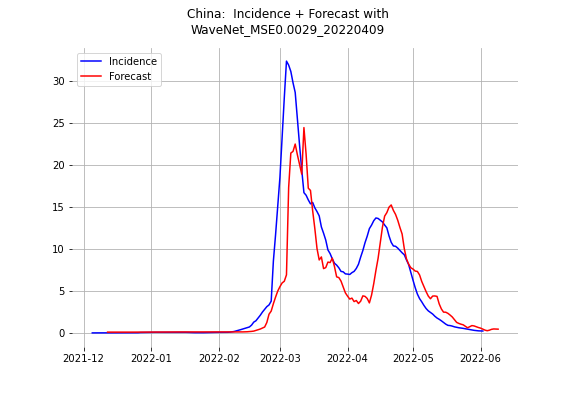 China:  Incidence + Forecast with
WaveNet_MSE0.0029_20220409
Incidence
Forecast
30
25
20
15
10
5
0
2021-12 2022-01 2022-02 2022-03 2022-04 2022-05 2022-06